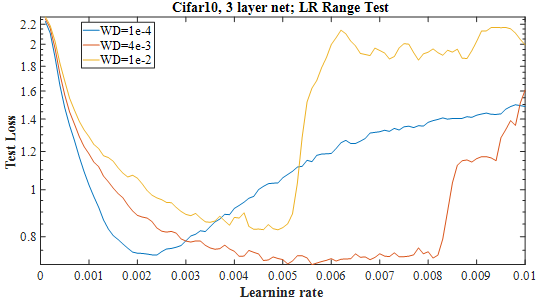 Cifar10, 3 layer net; LR Range Test
2.2
2
1.8
1.6
1.4
1.2
1
0.8
Test Loss
WD=1e-4
WD=4e-3
WD=1e-2
0 0.001 0.002 0.003 0.004 0.005 0.006 0.007 0.008 0.009 0.01
Learning rate